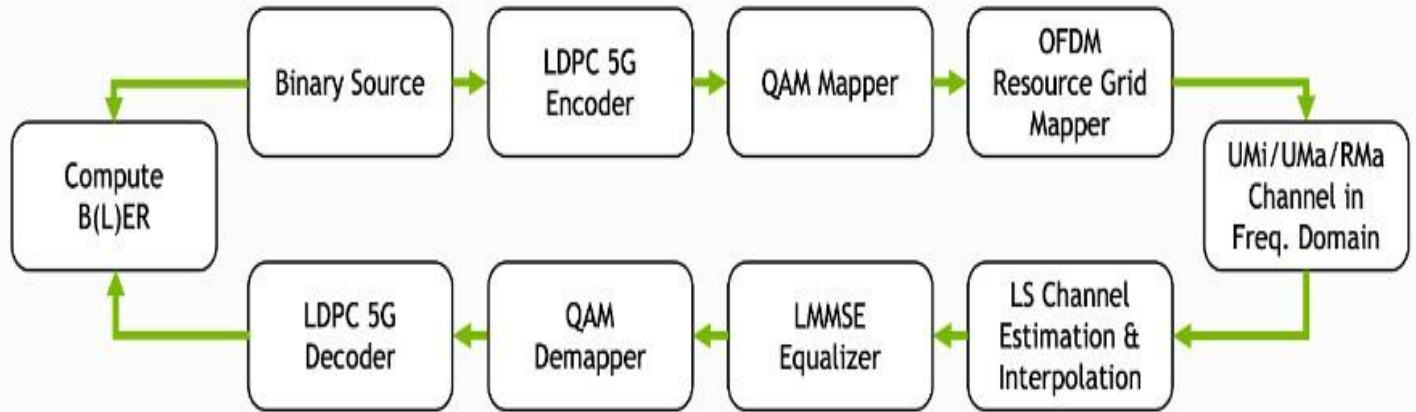 Binary Source
LDPC 5G
Encoder
QAM Mapper
OFDM
Resource Grid
Mapper
UMi/UMa/RMa
Channel in
Freq. Domain
LS Channel
Estimation &
Interpolation
LMMSE
Equalizer
QAM
Demapper
LDPC 5G
Decoder
Compute
B(L)ER